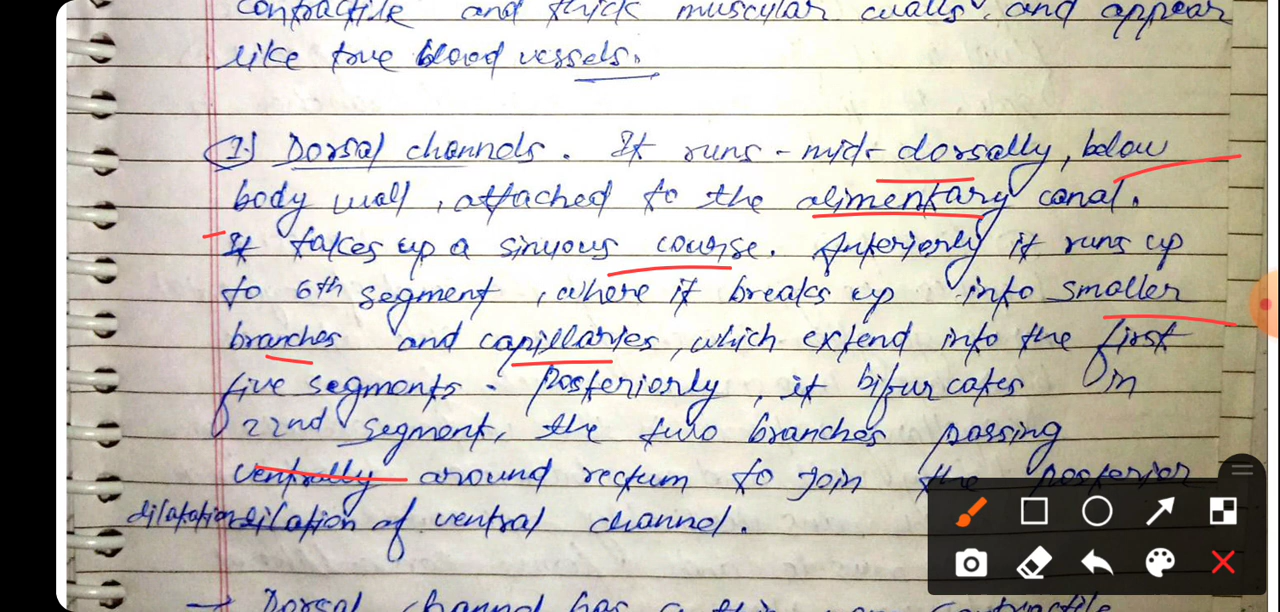 contractile and thick muscular walls, and appear
like true blood vessels.
1.) Dorsal channels. It runs - mid- dorsally, below
body wall, attached to the alimentary canal.
It takes up a sinuous course. Anteriorly it runs up
to 6th segment, where it breaks up into smaller
branches and capillaries, which extend into the first
five segments. Posteriorly, it bifurcates in
22nd segment, the two branches passing
ventrally around rectum to join the posterior
dilatation dilation of ventral channel.
→ Dorsal channel has a thin contractile